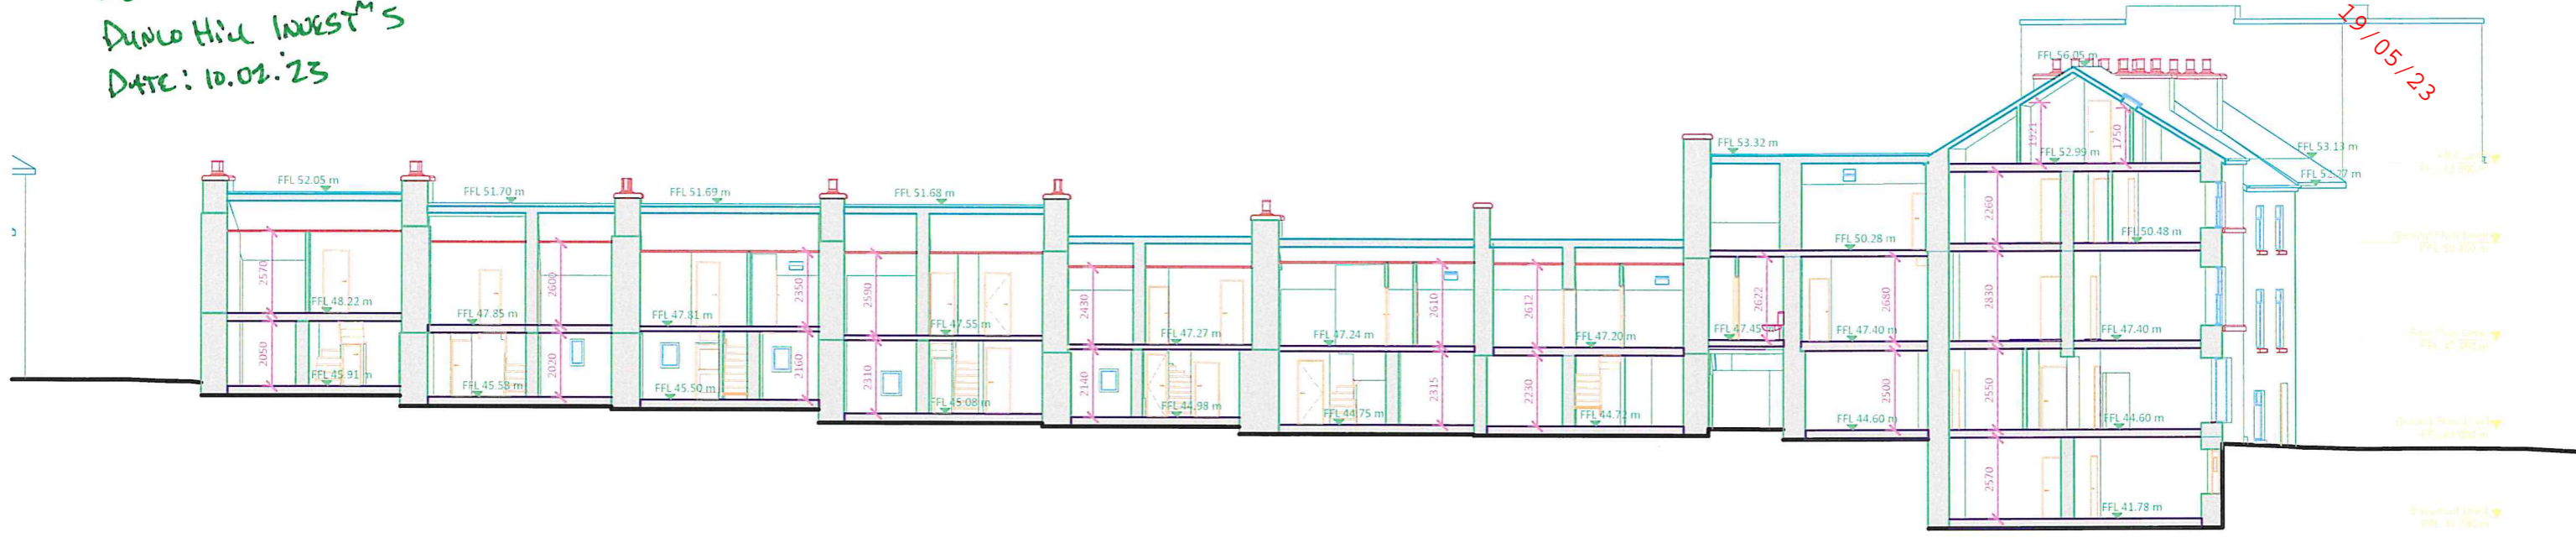 DUNLO HILL INVESTMS
DATE: 10.02.23
19/05/23
FFL 56.05 m
1921
1750
FFL 53.32 m
FFL 52.99 m
FFL 53.13 m
FFL 52.05 m
FFL 51.70 m
FFL 51.69 m
FFL 51.68 m
2260
FFL 50.28 m
FFL 50.48 m
2570
2600
2350
2590
2430
2610
2612
2622
2680
2830
FFL 48.22 m
FFL 47.85 m
FFL 47.81 m
FFL 47.55 m
FFL 47.27 m
FFL 47.24 m
FFL 47.20 m
FFL 47.45
FFL 47.40 m
FFL 47.40 m
2050
2020
2160
2310
2140
2315
2230
2500
2550
FFL 45.91 m
FFL 45.58 m
FFL 45.50 m
FFL 45.08 m
FFL 44.98 m
FFL 44.75 m
FFL 44.72 m
FFL 44.60 m
FFL 44.60 m
2570
FFL 41.78 m